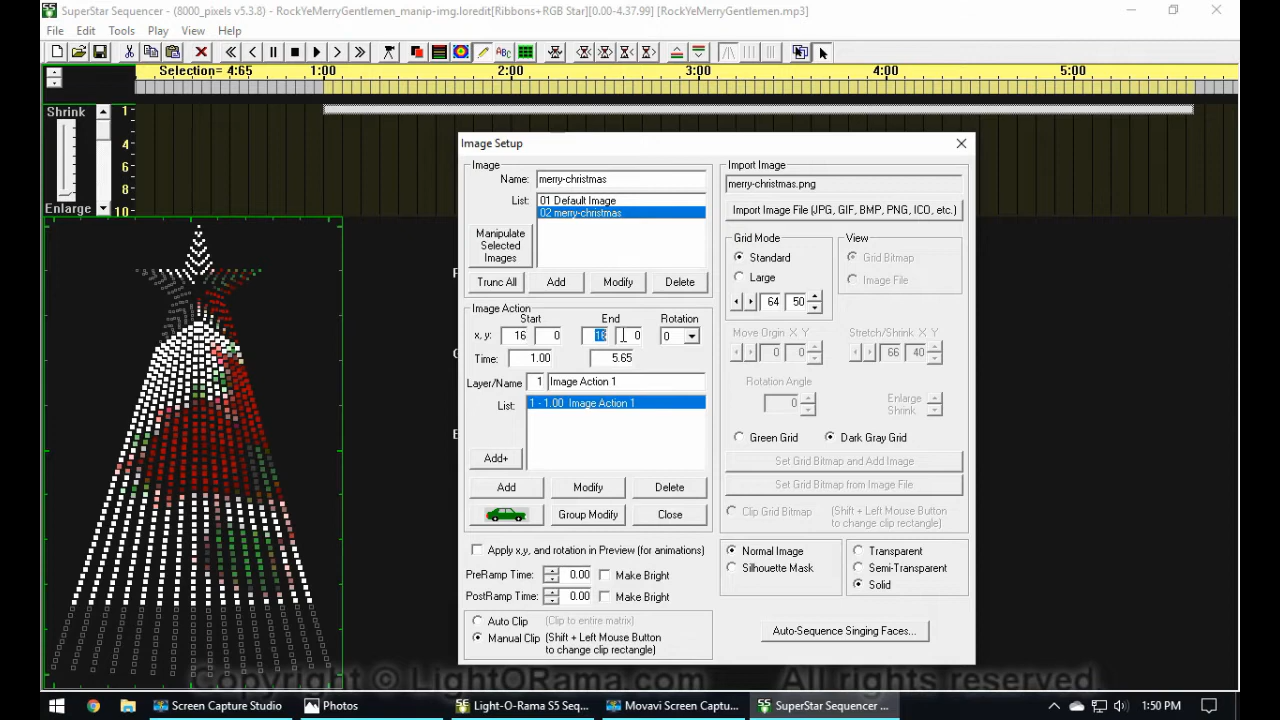 SuperStar Sequencer - (8000_pixels v5.3.8) - RockYeMerryGentlemen_manip-img.loredit[Ribbons+RGB Star][0.00-4.37.99] [RockYeMerryGentlemen.mp3]
File Edit Tools Play View Help
Selection= 4:65 1:00 2:00 3:00 4:00 5:00
Shrink
Enlarge
1
2
4
6
8
10
Image Setup
Image
Name: merry-christmas
List: 01 Default Image
02 merry-christmas
Manipulate
Selected
Images
Trunc All Add Modify Delete
Image Action
Start End Rotation
x, y: 16 0 0 0
Time: 1.00 5.65
Layer/Name 1 Image Action 1
List: 1 - 1.00 Image Action 1
Add+
Add Modify Delete
Group Modify Close
Apply x,y, and rotation in Preview (for animations)
PreRamp Time: 0.00 Make Bright
PostRamp Time: 0.00 Make Bright
Auto Clip (Clip to entire matrix)
Manual Clip (Shift + Left Mouse Button
to change clip rectangle)
Import Image
merry-christmas.png
Import Image File (JPG, GIF, BMP, PNG, ICO, etc.)
Grid Mode
Standard
Large
64 50
View
Grid Bitmap
Image File
Move Orgin X Y
0 0
Stretch/Shrink X Y
66 40
Rotation Angle
0
Enlarge
Shrink
Green Grid Dark Gray Grid
Set Grid Bitmap and Add Image
Set Grid Bitmap from Image File
Clip Grid Bitmap (Shift + Left Mouse Button
to change clip rectangle)
Normal Image
Silhouette Mask
Transparent
Semi-Transparent
Solid
Auto-Sequence Singing Faces...
Copyright © LightORama.com All rights reserved
Screen Capture Studio Photos Light-O-Rama S5 Seq... Movavi Screen Captu... SuperStar Sequencer ... 1:50 PM